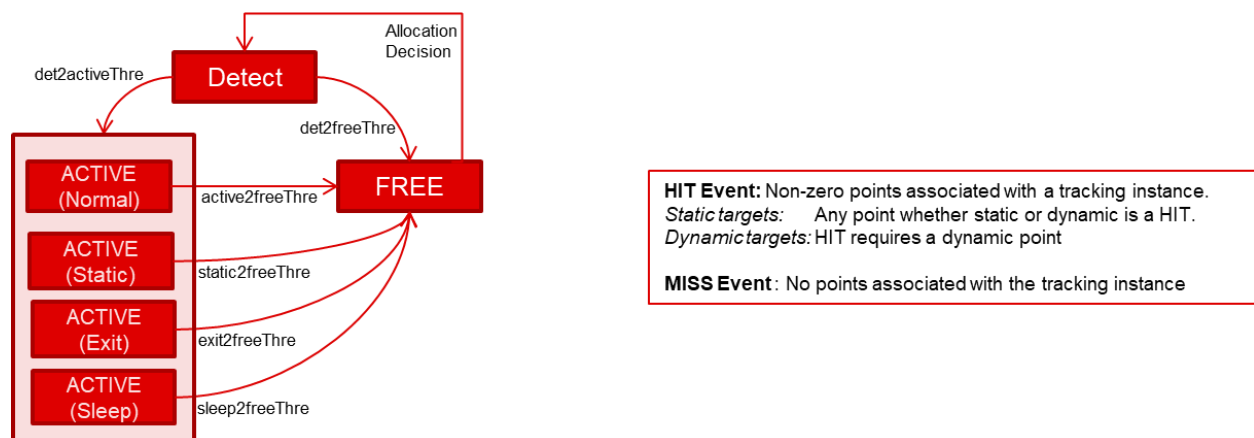 Allocation
Decision
Detect
det2activeThre
det2freeThre
ACTIVE
(Normal)
active2freeThre
FREE
ACTIVE
(Static)
static2freeThre
ACTIVE
(Exit)
exit2freeThre
ACTIVE
(Sleep)
sleep2freeThre
HIT Event: Non-zero points associated with a tracking instance.
Static targets: Any point whether static or dynamic is a HIT.
Dynamic targets: HIT requires a dynamic point
MISS Event : No points associated with the tracking instance